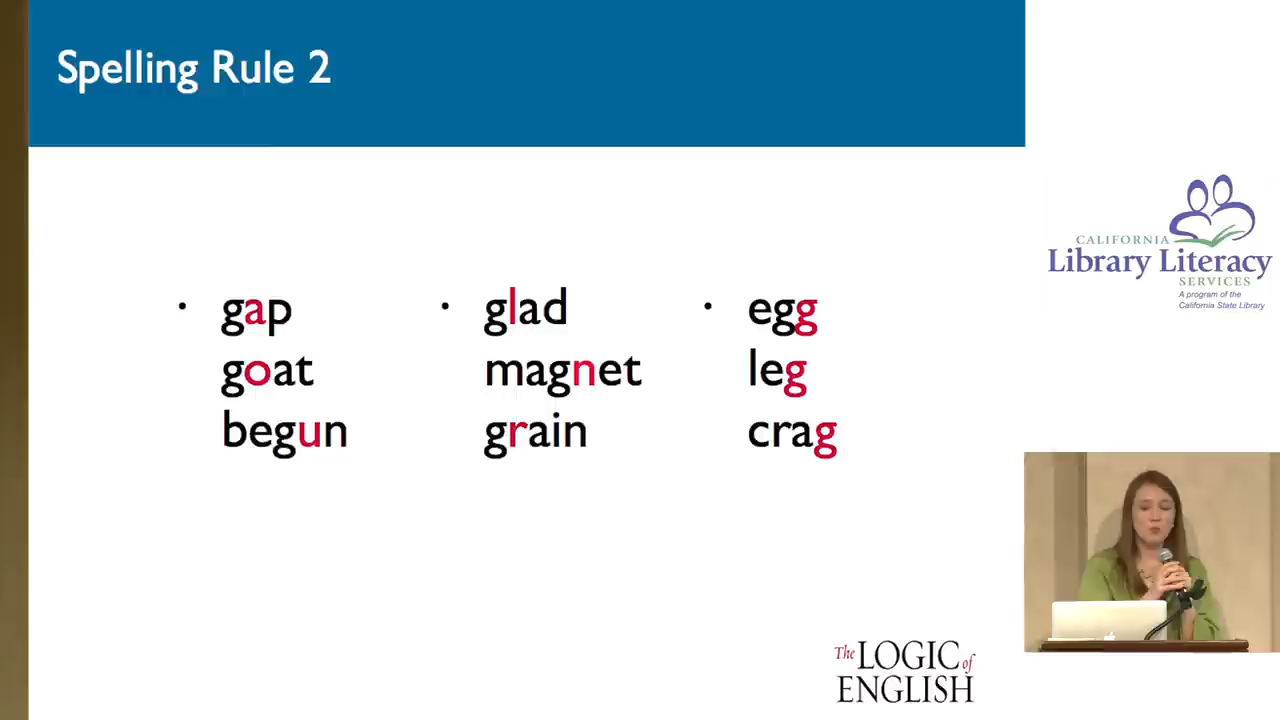 Spelling Rule 2
• gap
goat
begun
• glad
magnet
grain
• egg
leg
crag
CALIFORNIA
Library Literacy
SERVICES
A program of the
California State Library
The LOGIC of
ENGLISH